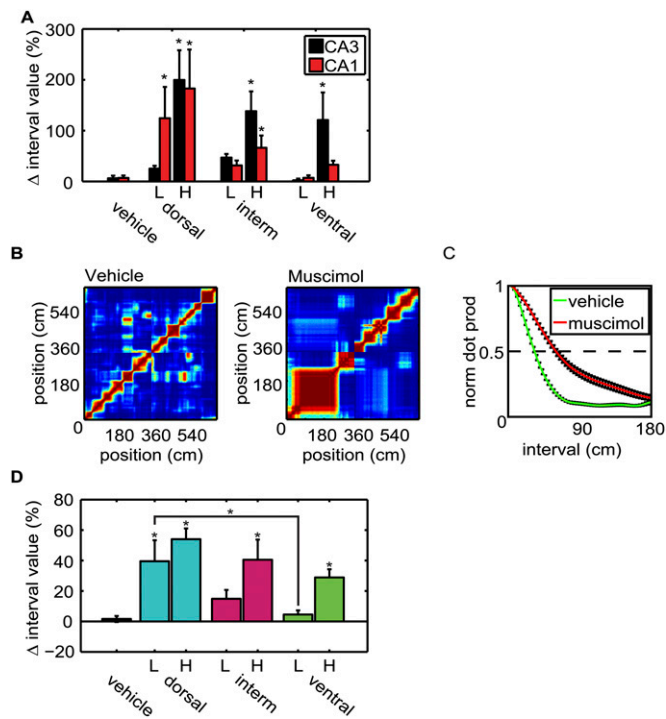 A
Δ interval value (%)
300
200
100
0
CA3
CA1
*
* *
*
*
*
L H L H L H
vehicle dorsal interm ventral
B
Vehicle
position (cm)
540
360
180
0
180 360 540
position (cm)
Muscimol
position (cm)
540
360
180
0
180 360 540
position (cm)
C
norm dot prod
1
0.5
0
vehicle
muscimol
90 180
interval (cm)
D
Δ interval value (%)
80
60
40
20
0
−20
*
* *
*
*
L H L H L H
vehicle dorsal interm ventral